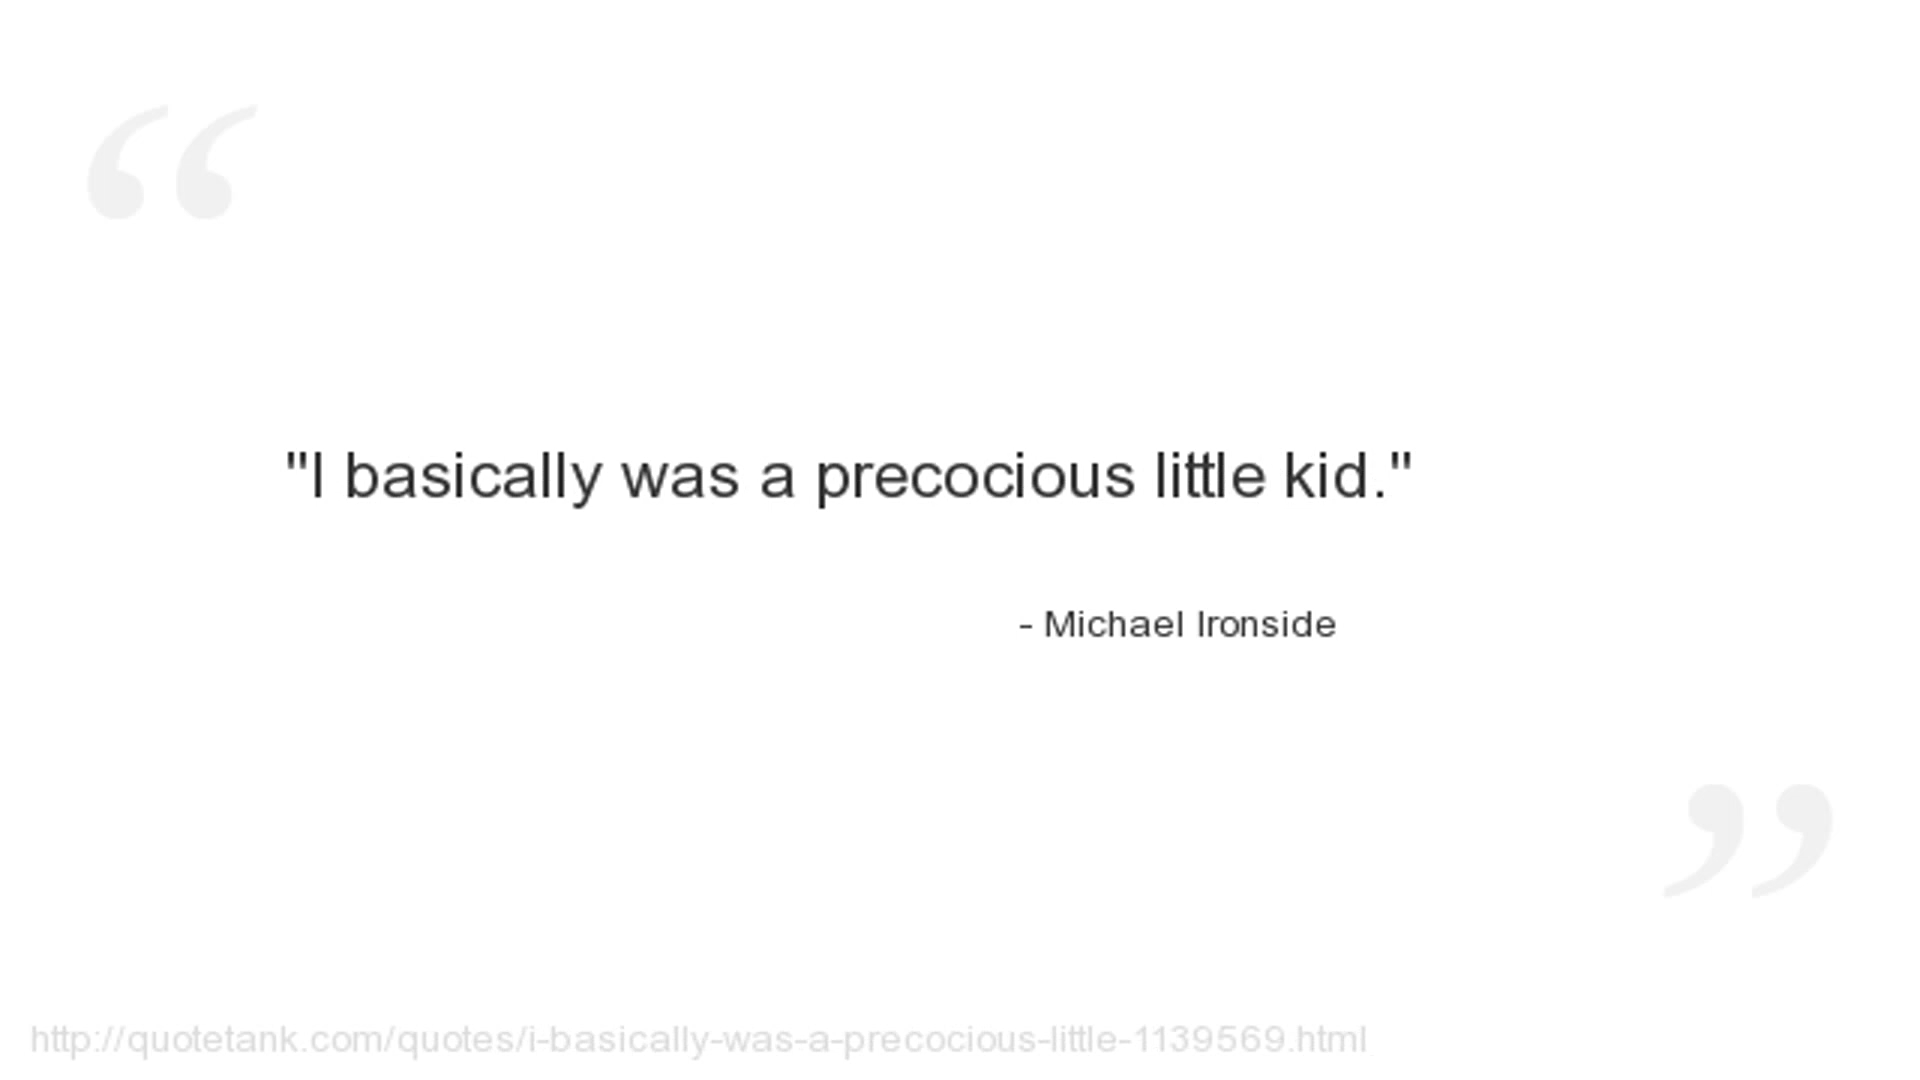 “
"I basically was a precocious little kid."
- Michael Ironside
”
http://quotetank.com/quotes/i-basically-was-a-precocious-little-1139569.html